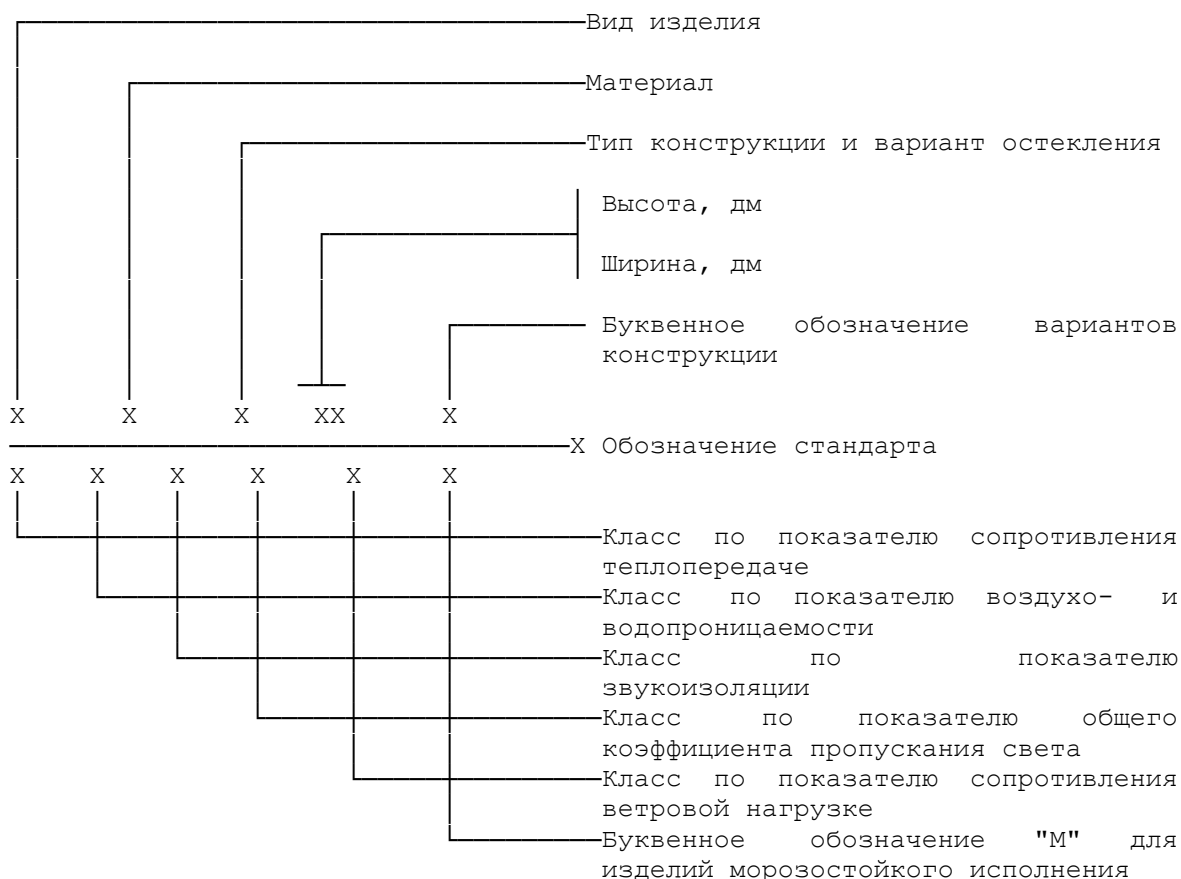 Вид изделия
Материал
Тип конструкции и вариант остекления
Высота, дм
Ширина, дм
Буквенное обозначение вариантов
конструкции
X X X XX X
X Обозначение стандарта
X X X X X X
Класс по показателю сопротивления
теплопередаче
Класс по показателю воздухо- и
водопроницаемости
Класс по показателю
звукоизоляции
Класс по показателю общего
коэффициента пропускания света
Класс по показателю сопротивления
ветровой нагрузке
Буквенное обозначение "М" для
изделий морозостойкого исполнения